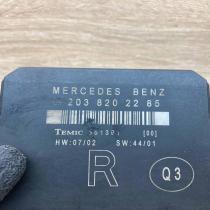 MERCEDES BENZ
203 820 22 85
TEMIC [00]
HW:07/02 SW:44/01
R Q3